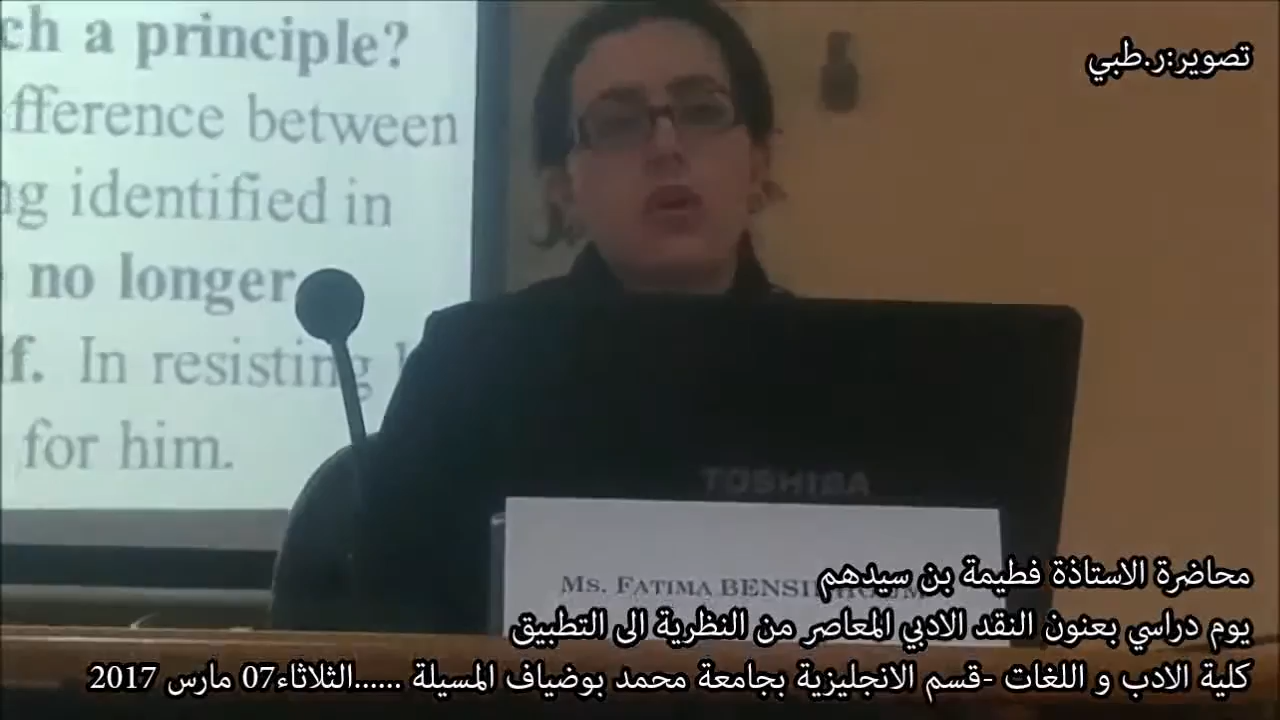 ch a principle?
fference between
ng identified in
no longer
f. In resisting
for him.
تصوير:ر.طبي
TOSHIBA
Ms. FATIMA
محاضرة الاستاذة فطيمة بن سيدهم
يوم دراسي بعنون النقد الادبي المعاصر من النظرية الى التطبيق
كلية الادب و اللغات -قسم الانجليزية بجامعة محمد بوضياف المسيلة ......الثلاثاء07 مارس 2017